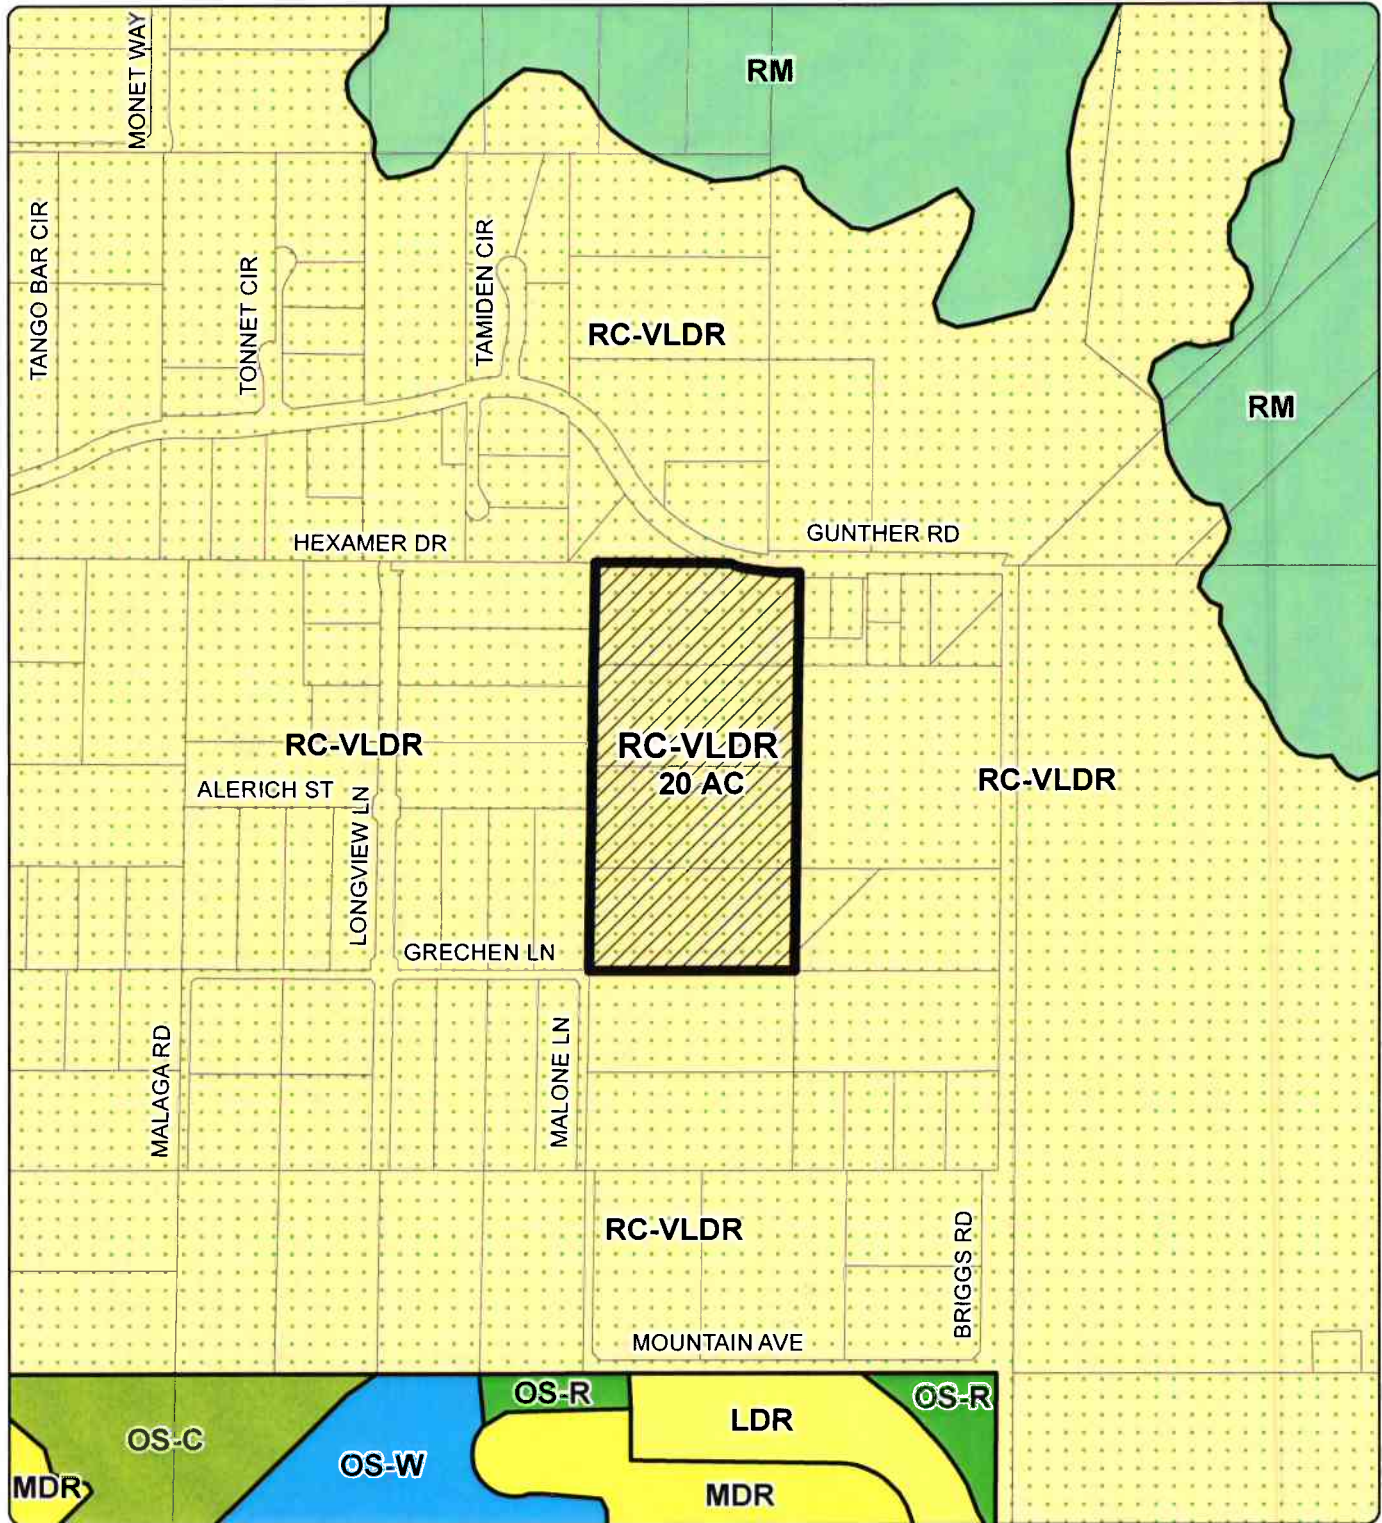 MONET WAY
RM
TANGO BAR CIR
TONNET CIR
TAMIDEN CIR
RC-VLDR
RM
HEXAMER DR
GUNTHER RD
RC-VLDR
RC-VLDR
20 AC
RC-VLDR
ALERICH ST
LONGVIEW LN
GRECHEN LN
MALAGA RD
MALONE LN
RC-VLDR
BRIGGS RD
MOUNTAIN AVE
OS-R
OS-R
LDR
OS-C
OS-W
MDR
MDR